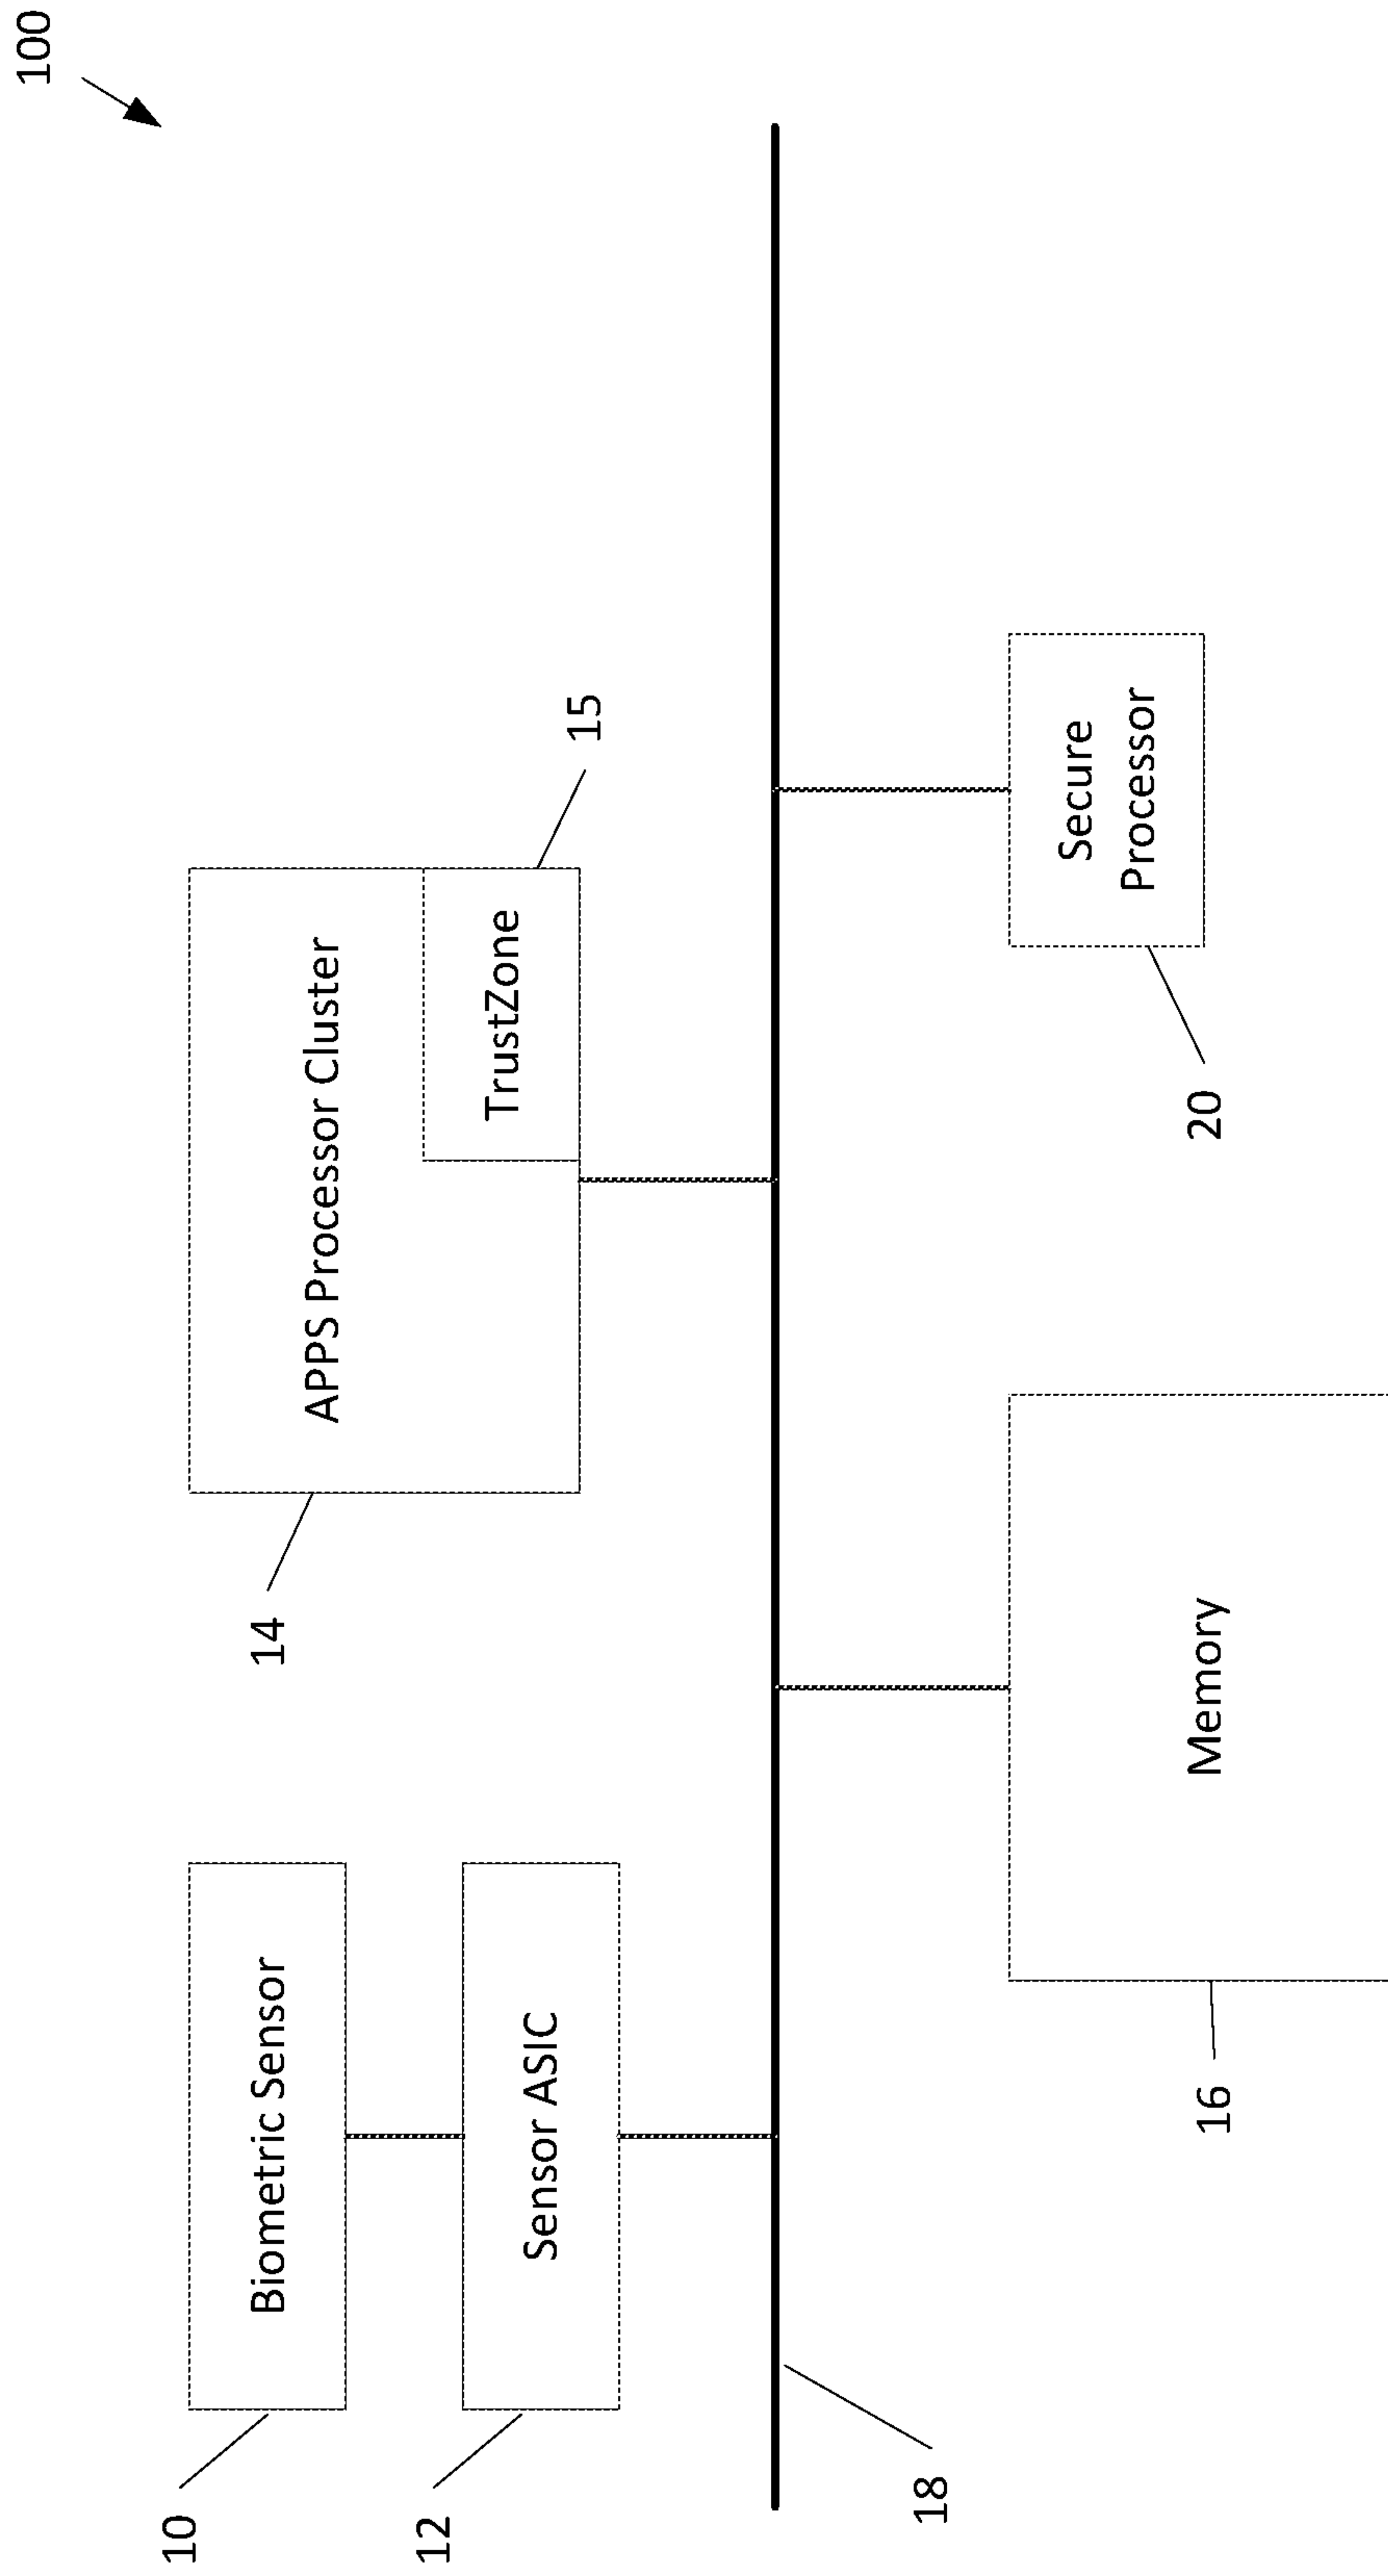 100
10
Biometric Sensor
12
Sensor ASIC
14
APPS Processor Cluster
TrustZone
15
18
16
Memory
20
Secure
Processor